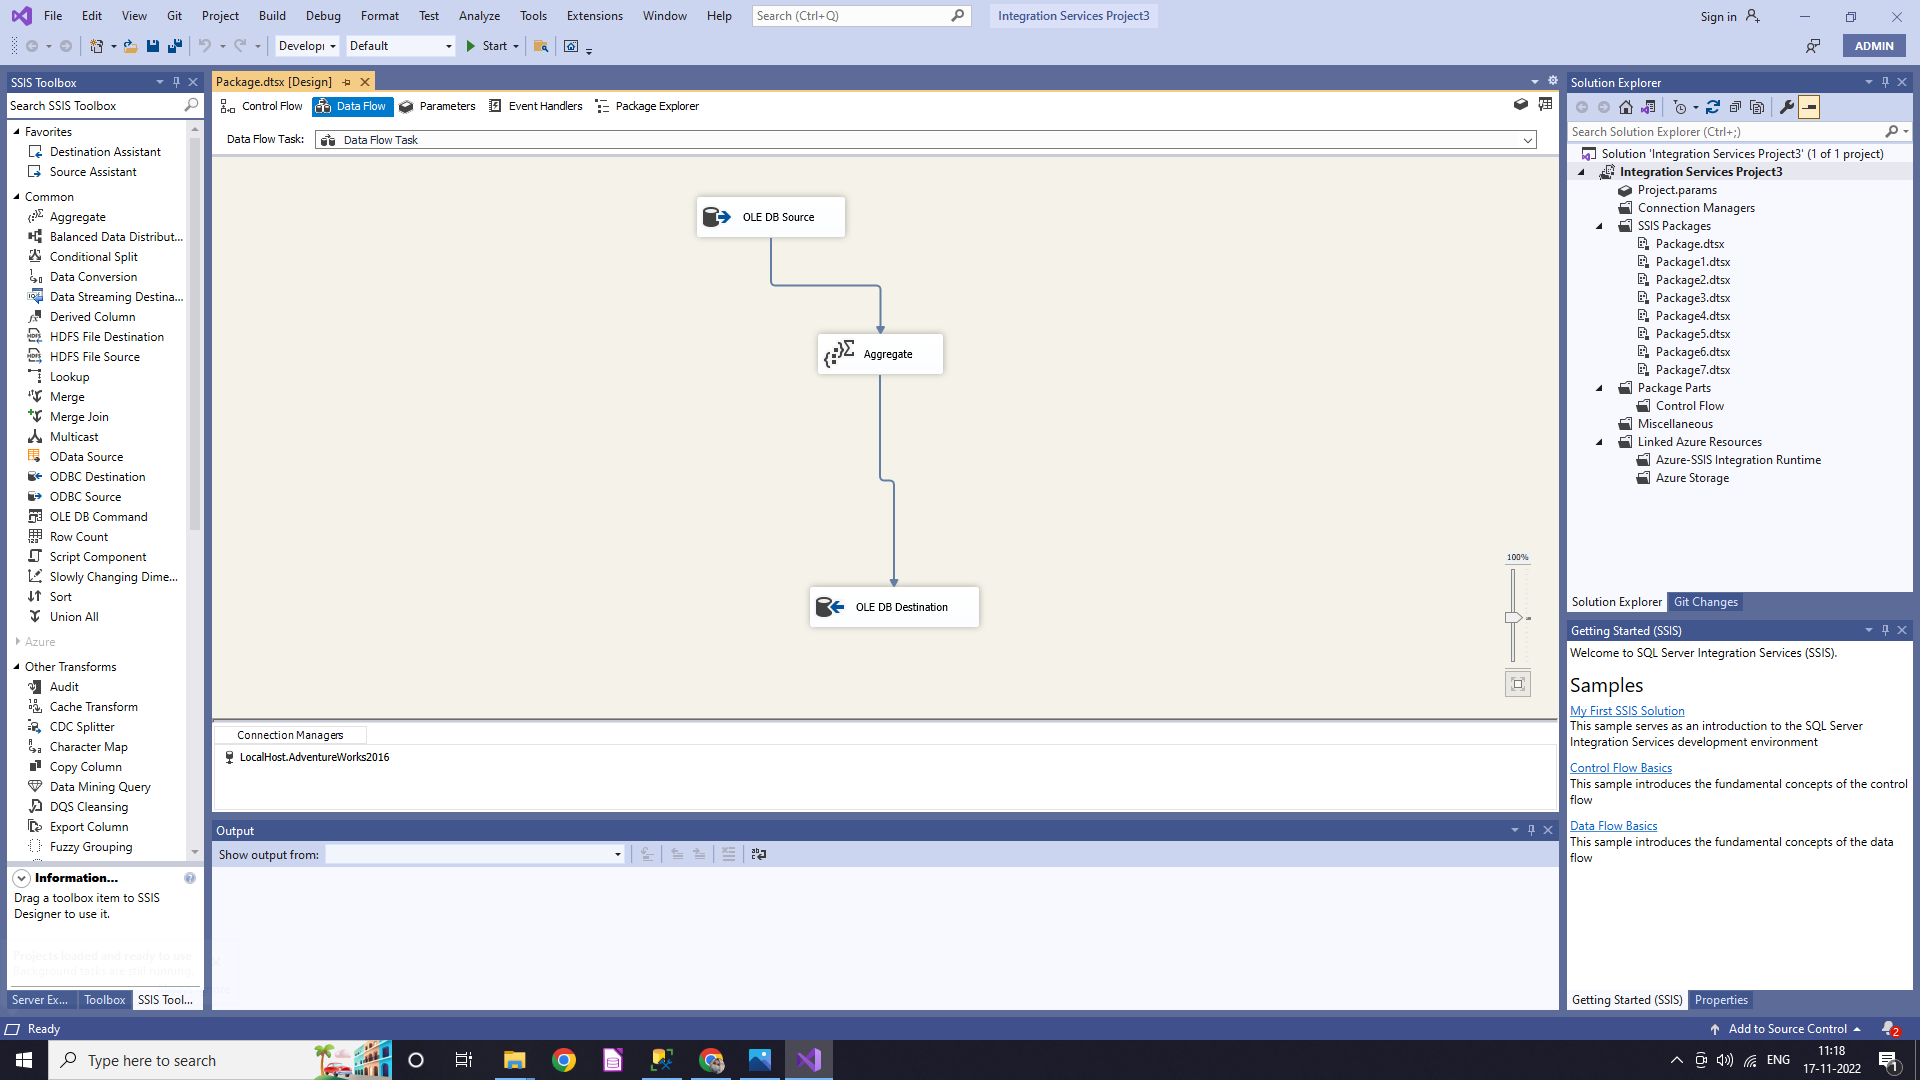 File Edit View Git Project Build Debug Format Test Analyze Tools Extensions Window Help Search (Ctrl+Q) Integration Services Project3 Sign in
Developi Default Start ADMIN
SSIS Toolbox
Search SSIS Toolbox
Favorites
Destination Assistant
Source Assistant
Common
Aggregate
Balanced Data Distribut...
Conditional Split
Data Conversion
Data Streaming Destina...
Derived Column
HDFS File Destination
HDFS File Source
Lookup
Merge
Merge Join
Multicast
OData Source
ODBC Destination
ODBC Source
OLE DB Command
Row Count
Script Component
Slowly Changing Dime...
Sort
Union All
Azure
Other Transforms
Audit
Cache Transform
CDC Splitter
Character Map
Copy Column
Data Mining Query
DQS Cleansing
Export Column
Fuzzy Grouping
Information...
Drag a toolbox item to SSIS
Designer to use it.
Projects loaded and ready to use
Background tasks are still running.
Server Ex... Toolbox SSIS Tool...
Package.dtsx [Design]
Control Flow Data Flow Parameters Event Handlers Package Explorer
Data Flow Task: Data Flow Task
OLE DB Source
Aggregate
OLE DB Destination
100%
Connection Managers
LocalHost.AdventureWorks2016
Output
Show output from:
Solution Explorer
Search Solution Explorer (Ctrl+;)
Solution 'Integration Services Project3' (1 of 1 project)
Integration Services Project3
Project.params
Connection Managers
SSIS Packages
Package.dtsx
Package1.dtsx
Package2.dtsx
Package3.dtsx
Package4.dtsx
Package5.dtsx
Package6.dtsx
Package7.dtsx
Package Parts
Control Flow
Miscellaneous
Linked Azure Resources
Azure-SSIS Integration Runtime
Azure Storage
Solution Explorer Git Changes
Getting Started (SSIS)
Welcome to SQL Server Integration Services (SSIS).
Samples
My First SSIS Solution
This sample serves as an introduction to the SQL Server
Integration Services development environment
Control Flow Basics
This sample introduces the fundamental concepts of the control
flow
Data Flow Basics
This sample introduces the fundamental concepts of the data
flow
Getting Started (SSIS) Properties
Ready Add to Source Control 2
Type here to search ENG 11:18
17-11-2022 1